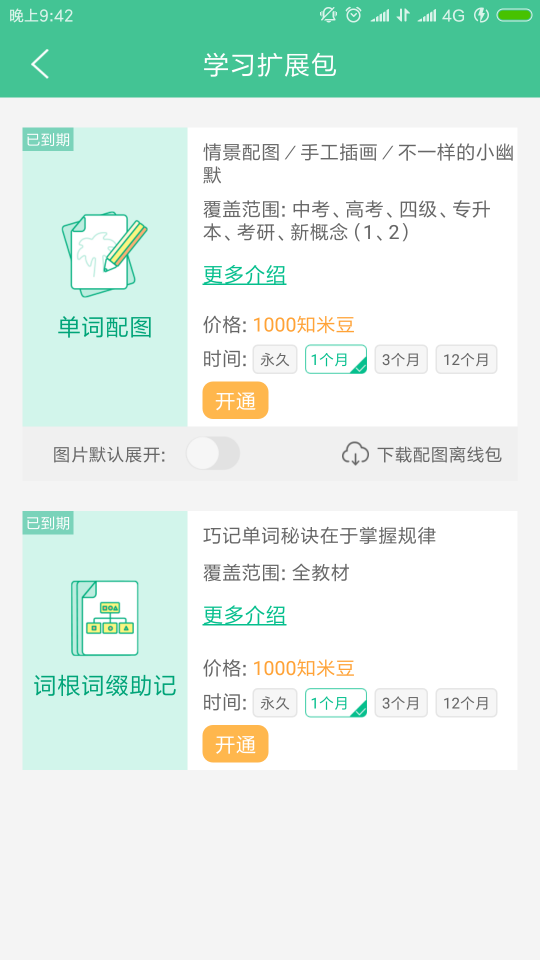 晚上9:42
4G
学习扩展包
已到期
单词配图
情景配图/手工插画/不一样的小幽
默
覆盖范围: 中考、高考、四级、专升
本、考研、新概念（1、2）
更多介绍
价格: 1000知米豆
时间: 永久 1个月 3个月 12个月
开通
图片默认展开: 下载配图离线包
已到期
词根词缀助记
巧记单词秘诀在于掌握规律
覆盖范围: 全教材
更多介绍
价格: 1000知米豆
时间: 永久 1个月 3个月 12个月
开通